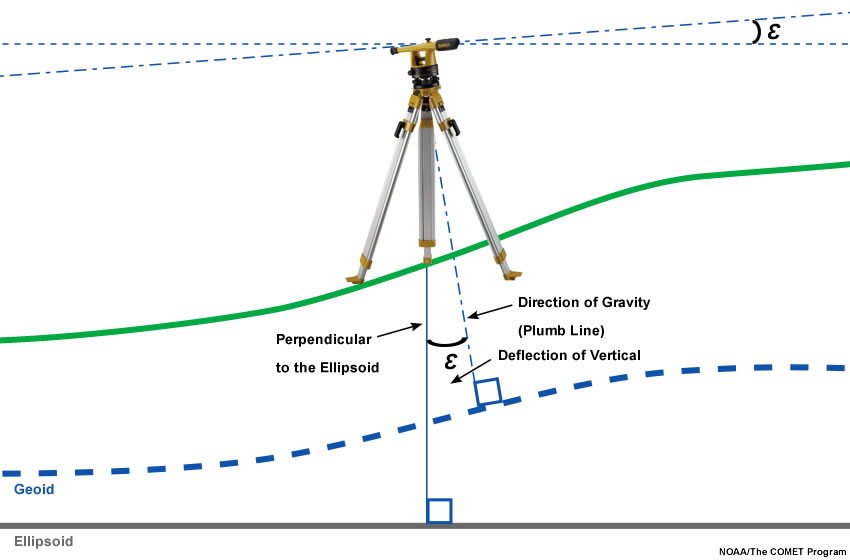 ε
Direction of Gravity
(Plumb Line)
Perpendicular
to the Ellipsoid
ε
Deflection of Vertical
Geoid
Ellipsoid
NOAA/The COMET Program